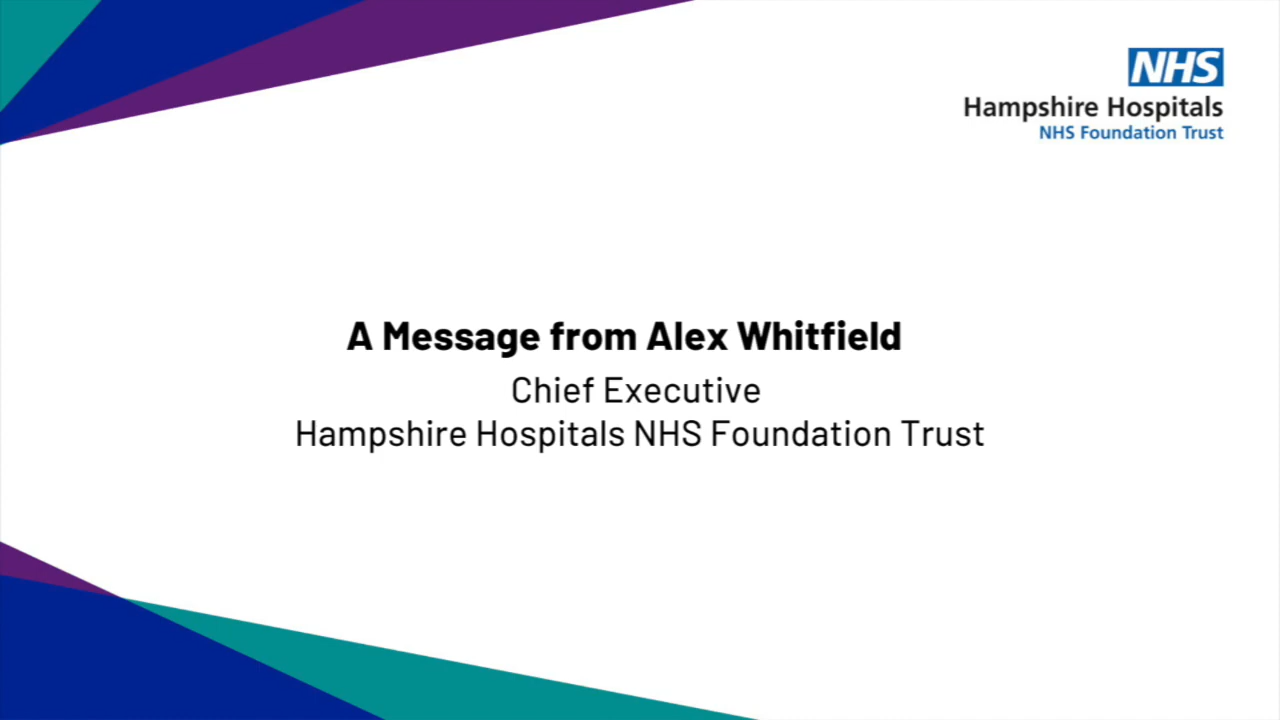 NHS
Hampshire Hospitals
NHS Foundation Trust
A Message from Alex Whitfield
Chief Executive
Hampshire Hospitals NHS Foundation Trust